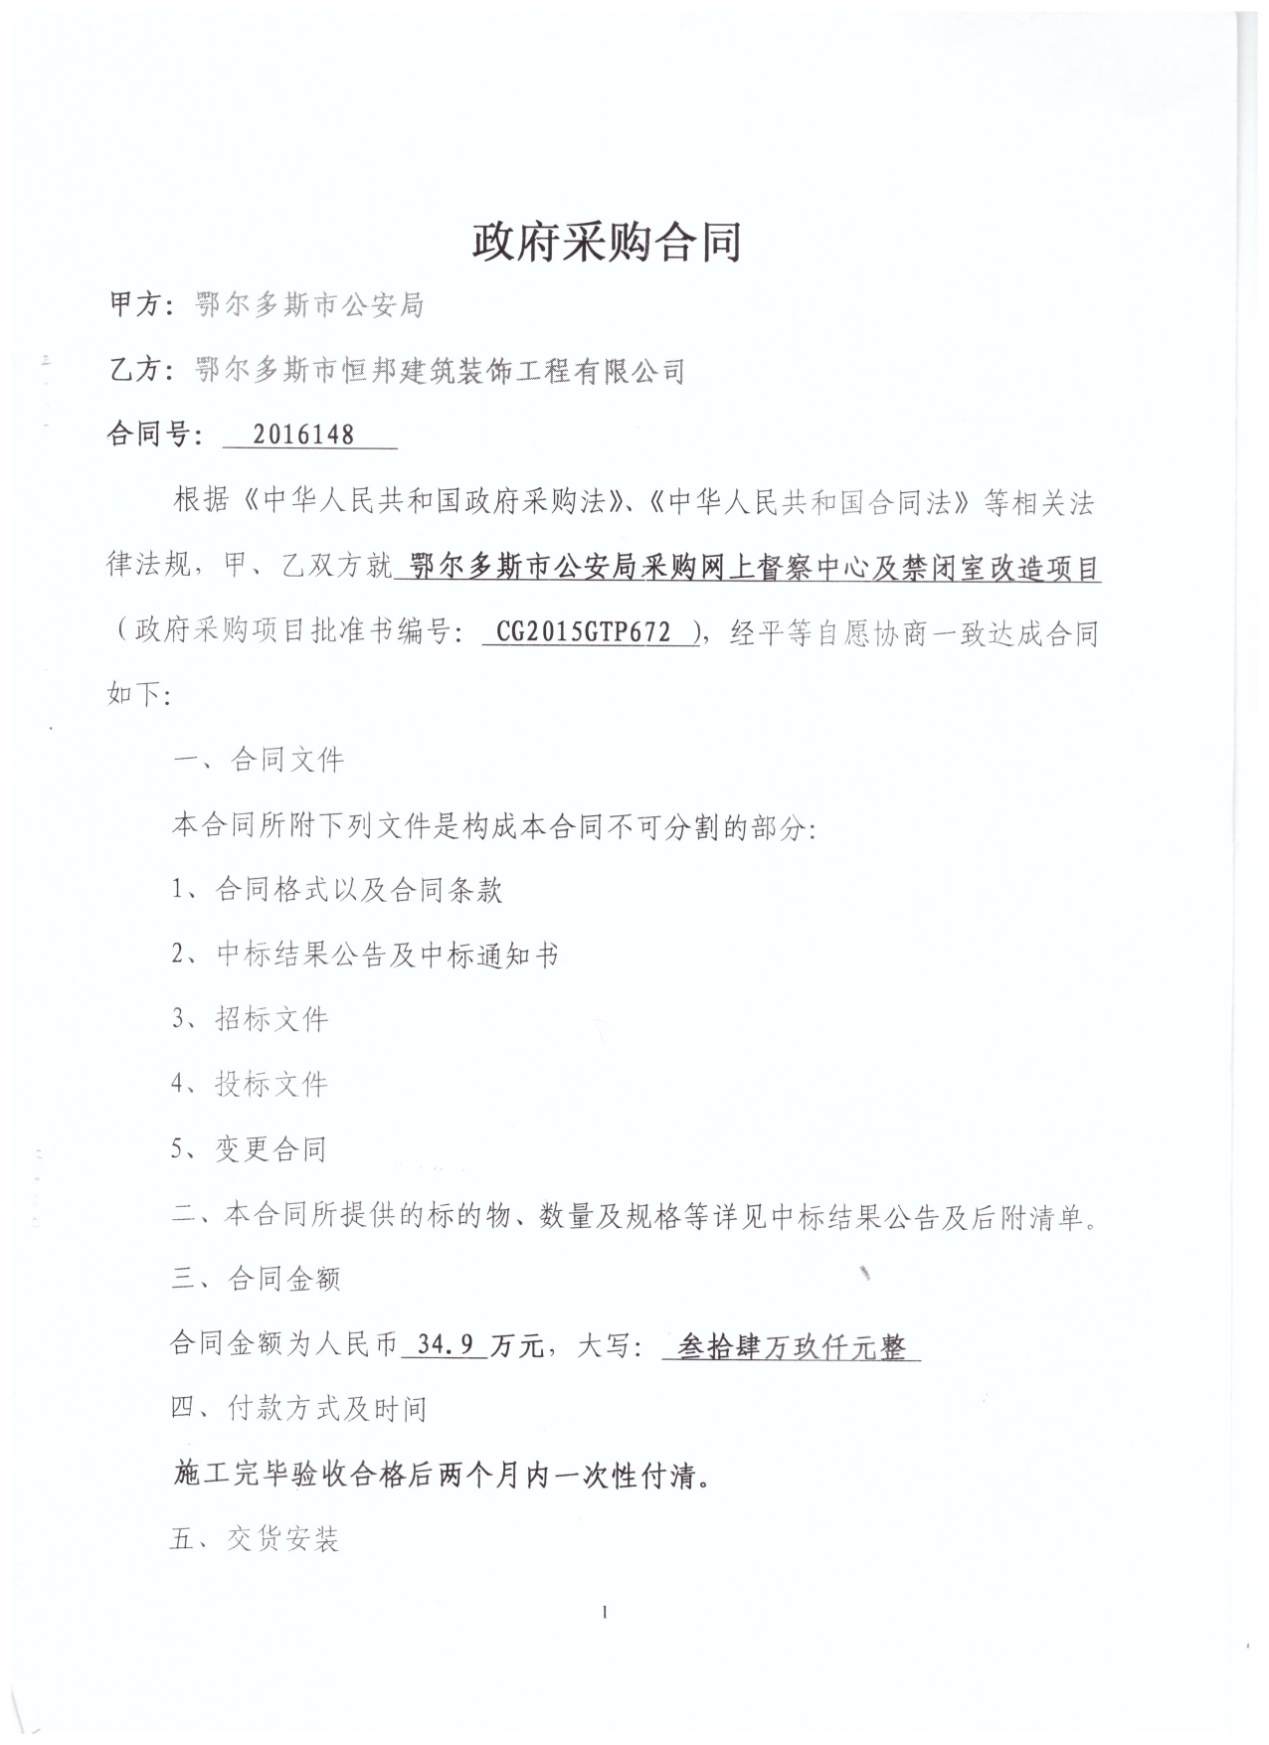 政府采购合同
甲方：鄂尔多斯市公安局
乙方：鄂尔多斯市恒邦建筑装饰工程有限公司
合同号： 2016148
根据《中华人民共和国政府采购法》、《中华人民共和国合同法》等相关法
律法规，甲、乙双方就 鄂尔多斯市公安局采购网上督察中心及禁闭室改造项目
（政府采购项目批准书编号： CG2015GTP672 ），经平等自愿协商一致达成合同
如下：
一、合同文件
本合同所附下列文件是构成本合同不可分割的部分：
1、合同格式以及合同条款
2、中标结果公告及中标通知书
3、招标文件
4、投标文件
5、变更合同
二、本合同所提供的标的物、数量及规格等详见中标结果公告及后附清单。
三、合同金额
合同金额为人民币 34.9 万元，大写： 叁拾肆万玖仟元整
四、付款方式及时间
施工完毕验收合格后两个月内一次性付清。
五、交货安装
1